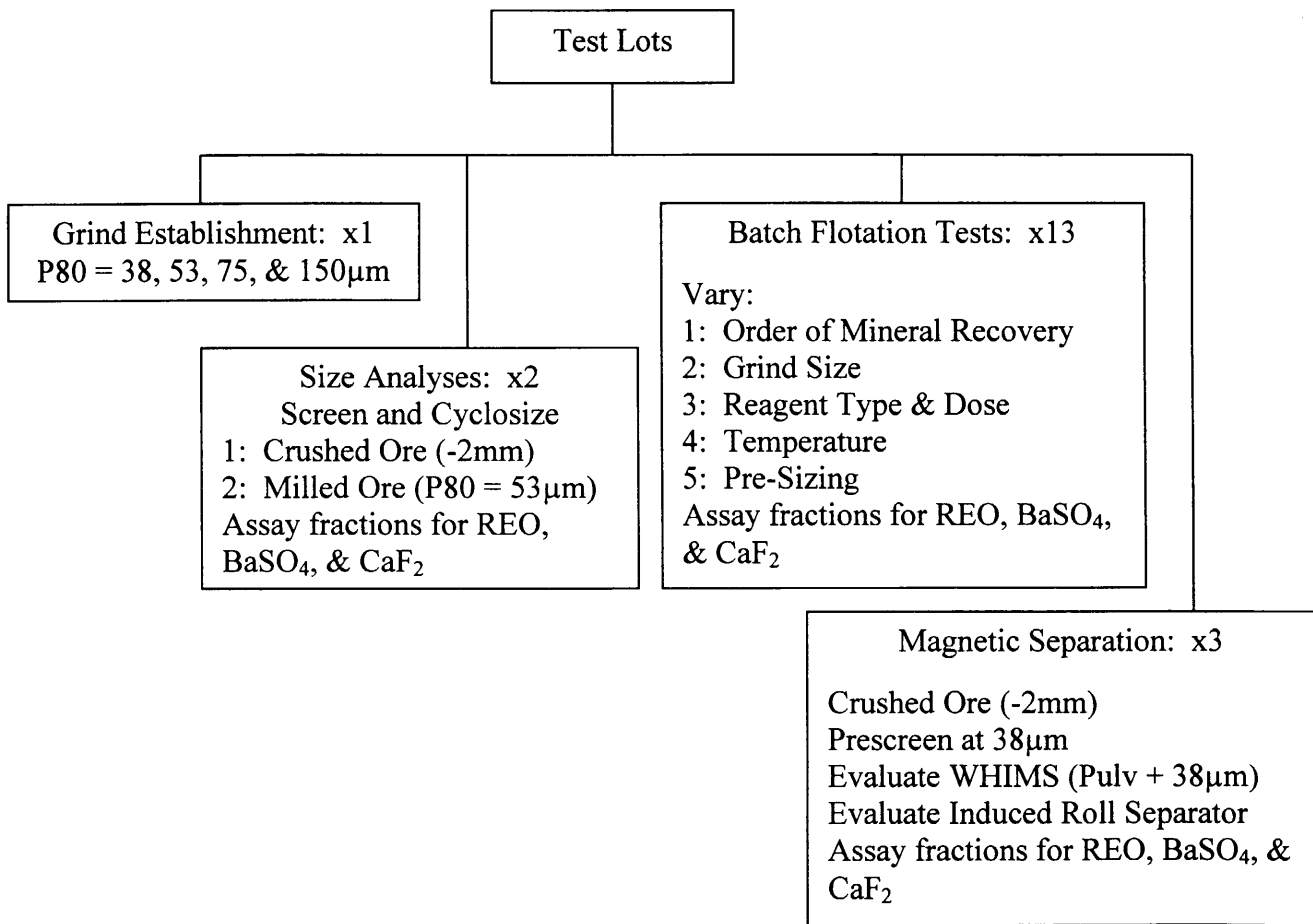 Test Lots
Grind Establishment: x1
P80 = 38, 53, 75, & 150µm
Size Analyses: x2
Screen and Cyclosize
1: Crushed Ore (-2mm)
2: Milled Ore (P80 = 53µm)
Assay fractions for REO,
BaSO₄, & CaF₂
Batch Flotation Tests: x13
Vary:
1: Order of Mineral Recovery
2: Grind Size
3: Reagent Type & Dose
4: Temperature
5: Pre-Sizing
Assay fractions for REO, BaSO₄,
& CaF₂
Magnetic Separation: x3
Crushed Ore (-2mm)
Prescreen at 38µm
Evaluate WHIMS (Pulv + 38µm)
Evaluate Induced Roll Separator
Assay fractions for REO, BaSO₄, &
CaF₂